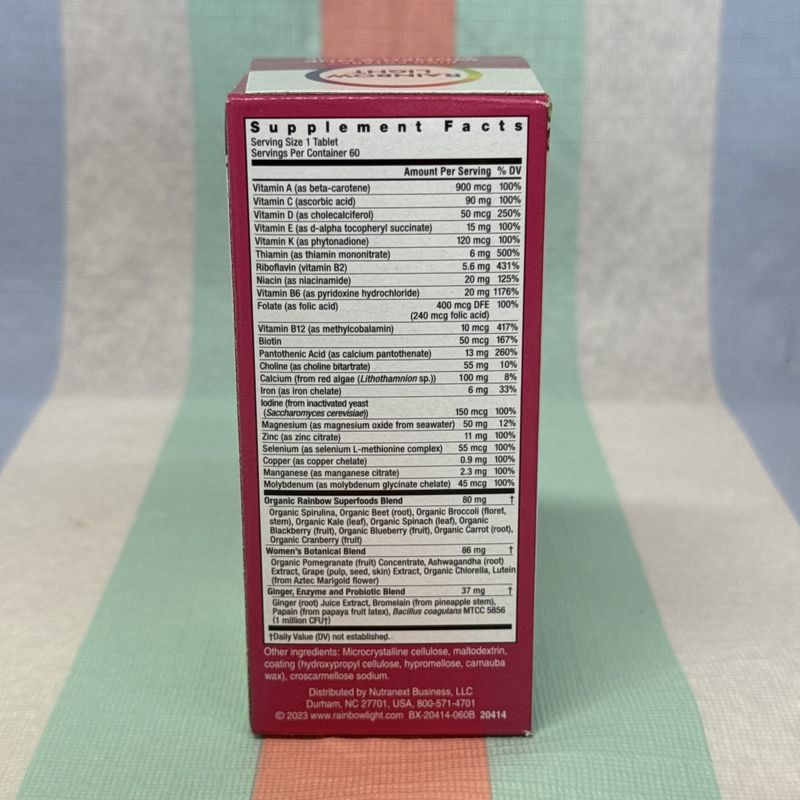 RAINBOW
LIGHT
Supplement Facts
Serving Size 1 Tablet
Servings Per Container 60
Amount Per Serving % DV
Vitamin A (as beta-carotene) 900 mcg 100%
Vitamin C (ascorbic acid) 90 mg 100%
Vitamin D (as cholecalciferol) 50 mcg 250%
Vitamin E (as d-alpha tocopheryl succinate) 15 mg 100%
Vitamin K (as phytonadione) 120 mcg 100%
Thiamin (as thiamin mononitrate) 6 mg 500%
Riboflavin (vitamin B2) 5.6 mg 431%
Niacin (as niacinamide) 20 mg 125%
Vitamin B6 (as pyridoxine hydrochloride) 20 mg 1176%
Folate (as folic acid) 400 mcg DFE 100%
(240 mcg folic acid)
Vitamin B12 (as methylcobalamin) 10 mcg 417%
Biotin 50 mcg 167%
Pantothenic Acid (as calcium pantothenate) 13 mg 260%
Choline (as choline bitartrate) 55 mg 10%
Calcium (from red algae (Lithothamnion sp.)) 100 mg 8%
Iron (as iron chelate) 6 mg 33%
Iodine (from inactivated yeast
(Saccharomyces cerevisiae)) 150 mcg 100%
Magnesium (as magnesium oxide from seawater) 50 mg 12%
Zinc (as zinc citrate) 11 mg 100%
Selenium (as selenium L-methionine complex) 55 mcg 100%
Copper (as copper chelate) 0.9 mg 100%
Manganese (as manganese citrate) 2.3 mg 100%
Molybdenum (as molybdenum glycinate chelate) 45 mcg 100%
Organic Rainbow Superfoods Blend 80 mg †
Organic Spirulina, Organic Beet (root), Organic Broccoli (floret,
stem), Organic Kale (leaf), Organic Spinach (leaf), Organic
Blackberry (fruit), Organic Blueberry (fruit), Organic Carrot (root),
Organic Cranberry (fruit)
Women's Botanical Blend 86 mg †
Organic Pomegranate (fruit) Concentrate, Ashwagandha (root)
Extract, Grape (pulp, seed, skin) Extract, Organic Chlorella, Lutein
(from Aztec Marigold flower)
Ginger, Enzyme and Probiotic Blend 37 mg †
Ginger (root) Juice Extract, Bromelain (from pineapple stem),
Papain (from papaya fruit latex), Bacillus coagulans MTCC 5856
(1 million CFU†)
†Daily Value (DV) not established.
Other ingredients: Microcrystalline cellulose, maltodextrin,
coating (hydroxypropyl cellulose, hypromellose, carnauba
wax), croscarmellose sodium.
Distributed by Nutranext Business, LLC
Durham, NC 27701, USA, 800-571-4701
© 2023 www.rainbowlight.com BX-20414-060B 20414